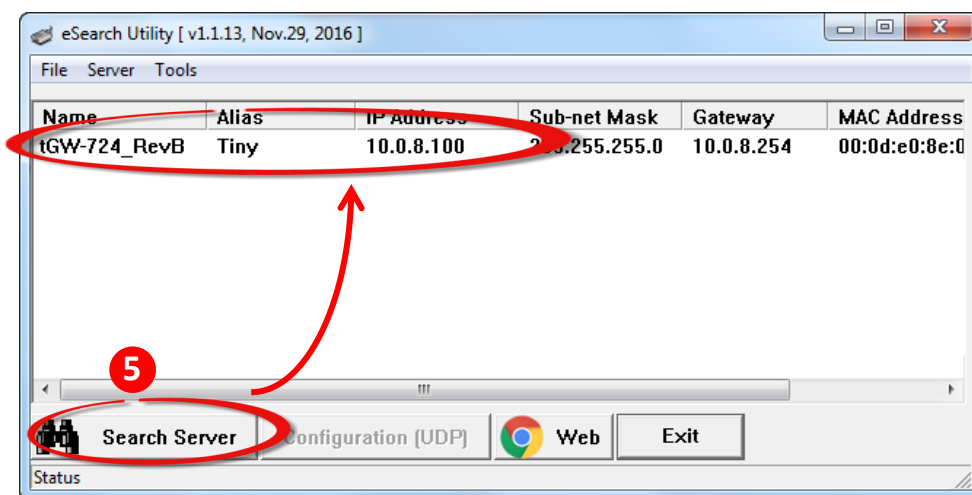 eSearch Utility [ v1.1.13, Nov.29, 2016 ]
File Server Tools
Name Alias IP Address Sub-net Mask Gateway MAC Address
tGW-724_RevB Tiny 10.0.8.100 255.255.255.0 10.0.8.254 00:0d:e0:8e:0
5
Search Server Configuration (UDP) Web Exit
Status